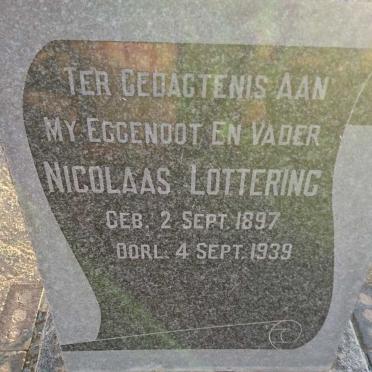 TER GEDAGTENIS AAN
MY EGGENOOT EN VADER
NICOLAAS LOTTERING
GEB. 2 SEPT. 1897
OORL. 4 SEPT. 1939